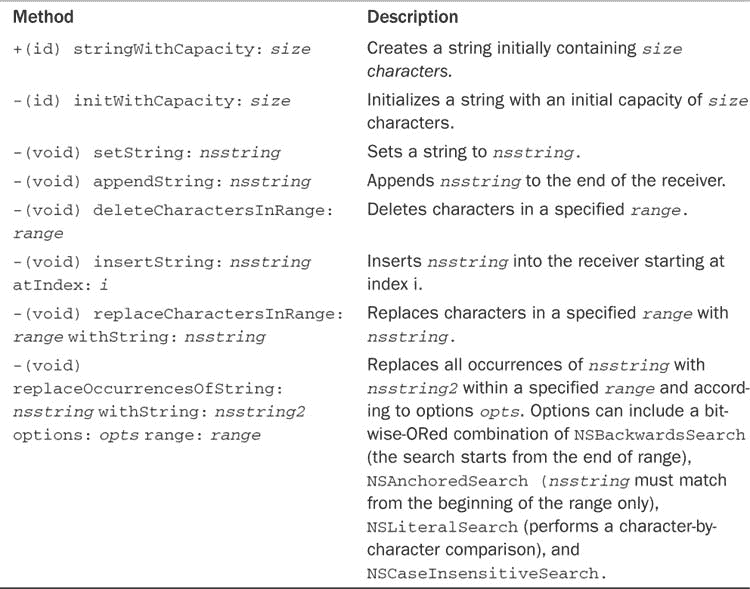 Method Description
+(id) stringWithCapacity: size Creates a string initially containing size
characters.
-(id) initWithCapacity: size Initializes a string with an initial capacity of size
characters.
-(void) setString: nsstring Sets a string to nsstring.
-(void) appendString: nsstring Appends nsstring to the end of the receiver.
-(void) deleteCharactersInRange: Deletes characters in a specified range.
range
-(void) insertString: nsstring Inserts nsstring into the receiver starting at
atIndex: i index i.
-(void) replaceCharactersInRange: Replaces characters in a specified range with
range withString: nsstring nsstring.
-(void) Replaces all occurrences of nsstring with
replaceOccurrencesOfString: nsstring2 within a specified range and accord-
nsstring withString: nsstring2 ing to options opts. Options can include a bit-
options: opts range: range wise-ORed combination of NSBackwardsSearch
(the search starts from the end of range),
NSAnchoredSearch (nsstring must match
from the beginning of the range only),
NSLiteralSearch (performs a character-by-
character comparison), and
NSCaseInsensitiveSearch.